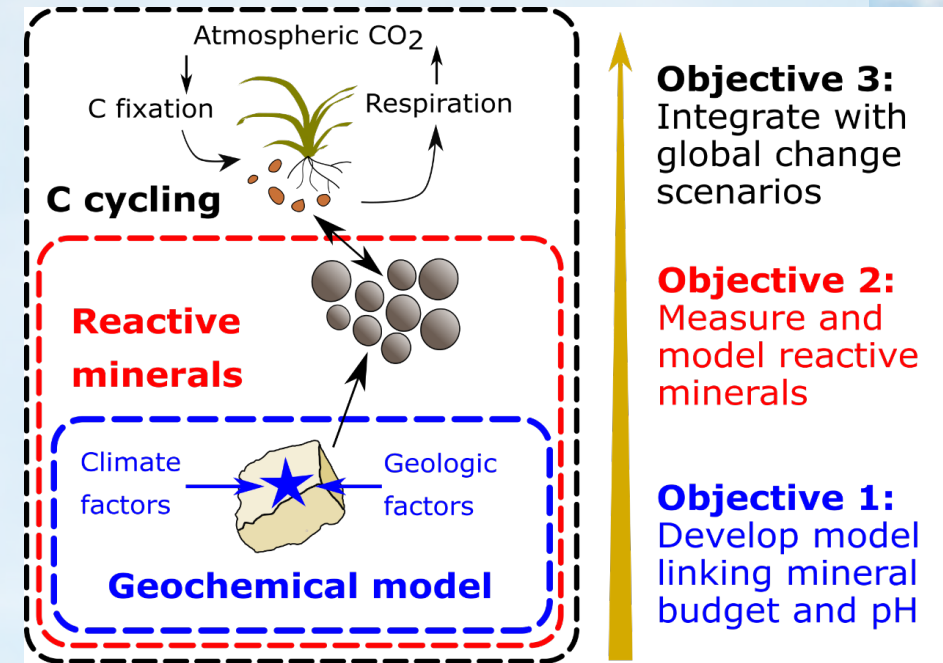 Atmospheric CO2
C fixation
Respiration
C cycling
Reactive
minerals
Climate
factors
Geologic
factors
Geochemical model
Objective 3:
Integrate with
global change
scenarios
Objective 2:
Measure and
model reactive
minerals
Objective 1:
Develop model
linking mineral
budget and pH